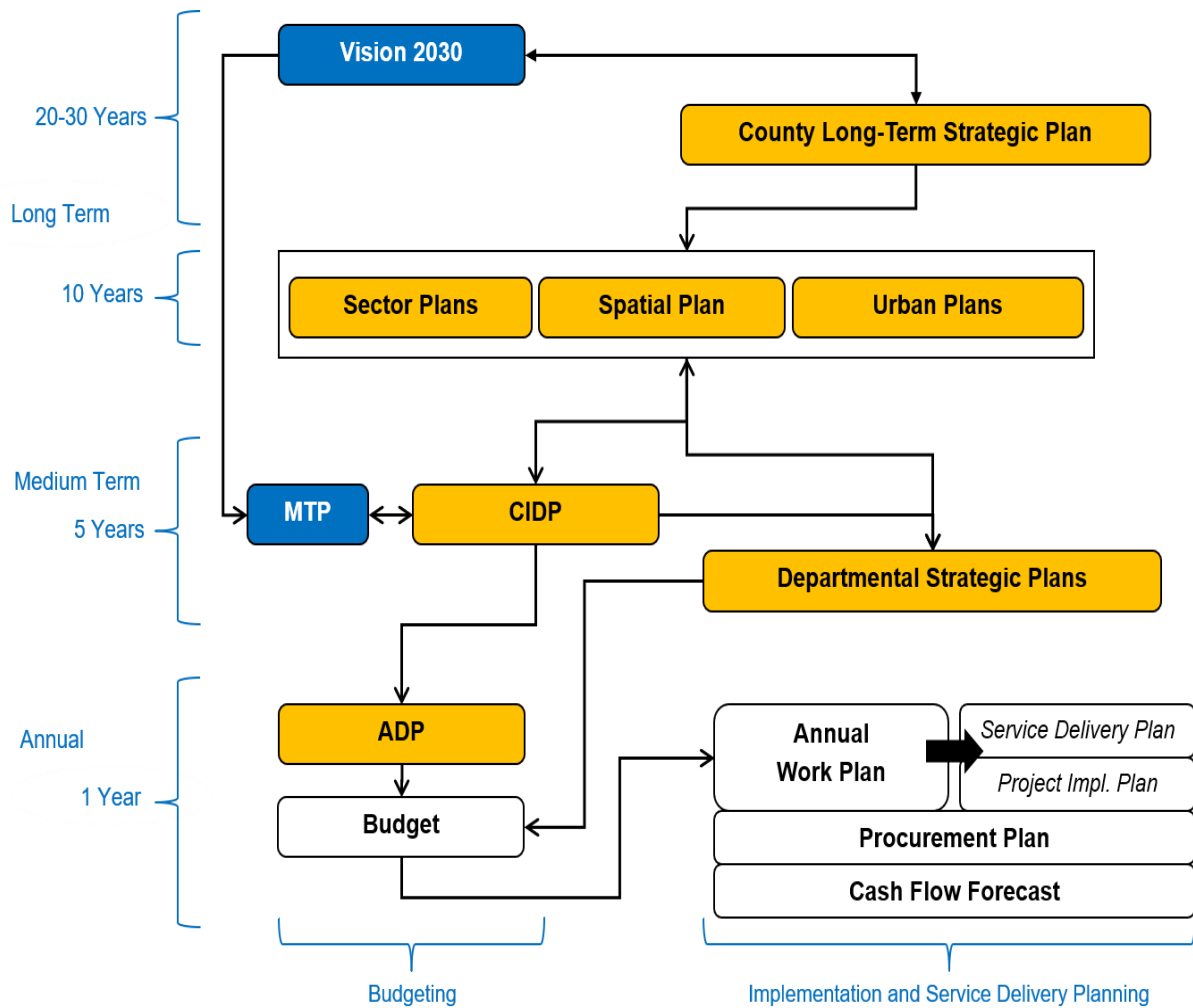 Vision 2030
20-30 Years
County Long-Term Strategic Plan
Long Term
10 Years
Sector Plans
Spatial Plan
Urban Plans
Medium Term
5 Years
MTP
CIDP
Departmental Strategic Plans
Annual
1 Year
ADP
Budget
Annual
Work Plan
Service Delivery Plan
Project Impl. Plan
Procurement Plan
Cash Flow Forecast
Budgeting
Implementation and Service Delivery Planning